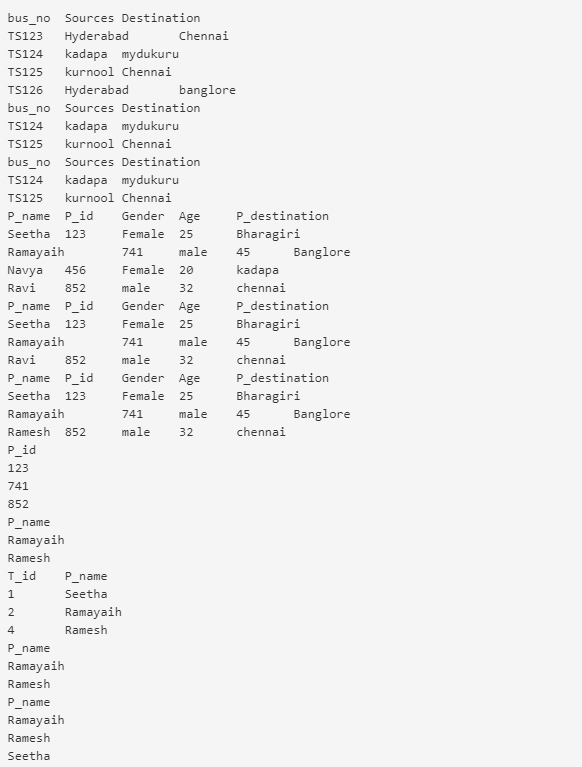 bus_no Sources Destination
TS123 Hyderabad Chennai
TS124 kadapa mydukuru
TS125 kurnool Chennai
TS126 Hyderabad banglore
bus_no Sources Destination
TS124 kadapa mydukuru
TS125 kurnool Chennai
bus_no Sources Destination
TS124 kadapa mydukuru
TS125 kurnool Chennai
P_name P_id Gender Age P_destination
Seetha 123 Female 25 Bharagiri
Ramayaih 741 male 45 Banglore
Navya 456 Female 20 kadapa
Ravi 852 male 32 chennai
P_name P_id Gender Age P_destination
Seetha 123 Female 25 Bharagiri
Ramayaih 741 male 45 Banglore
Ravi 852 male 32 chennai
P_name P_id Gender Age P_destination
Seetha 123 Female 25 Bharagiri
Ramayaih 741 male 45 Banglore
Ramesh 852 male 32 chennai
P_id
123
741
852
P_name
Ramayaih
Ramesh
T_id P_name
1 Seetha
2 Ramayaih
4 Ramesh
P_name
Ramayaih
Ramesh
P_name
Ramayaih
Ramesh
Seetha